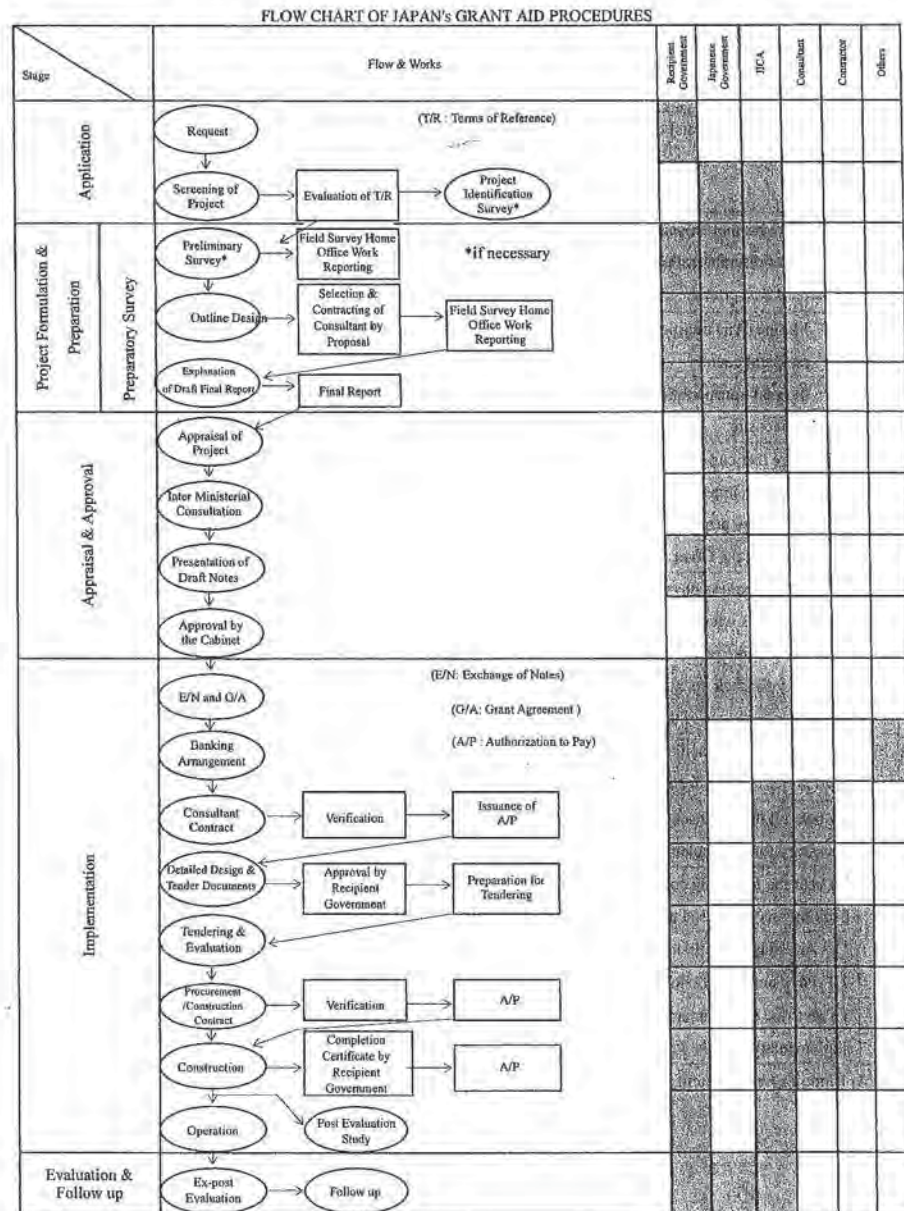 FLOW CHART OF JAPAN's GRANT AID PROCEDURES
Stage
Flow & Works
Recipient
Government
Japanese
Government
JICA
Consultant
Contractor
Others
Application
Request
(T/R : Terms of Reference)
Screening of
Project
Evaluation of T/R
Project
Identification
Survey*
Project Formulation &
Preparation
Preparatory Survey
Preliminary
Survey*
Field Survey Home
Office Work
Reporting
*if necessary
Outline Design
Selection &
Contracting of
Consultant by
Proposal
Field Survey Home
Office Work
Reporting
Explanation
of Draft Final Report
Final Report
Appraisal & Approval
Appraisal of
Project
Inter Ministerial
Consultation
Presentation of
Draft Notes
Approval by
the Cabinet
Implementation
E/N and G/A
(E/N: Exchange of Notes)
(G/A: Grant Agreement )
(A/P : Authorization to Pay)
Banking
Arrangement
Consultant
Contract
Verification
Issuance of
A/P
Detailed Design &
Tender Documents
Approval by
Recipient
Government
Preparation for
Tendering
Tendering &
Evaluation
Procurement
/Construction
Contract
Verification
A/P
Construction
Completion
Certificate by
Recipient
Government
A/P
Operation
Post Evaluation
Study
Evaluation &
Follow up
Ex-post
Evaluation
Follow up